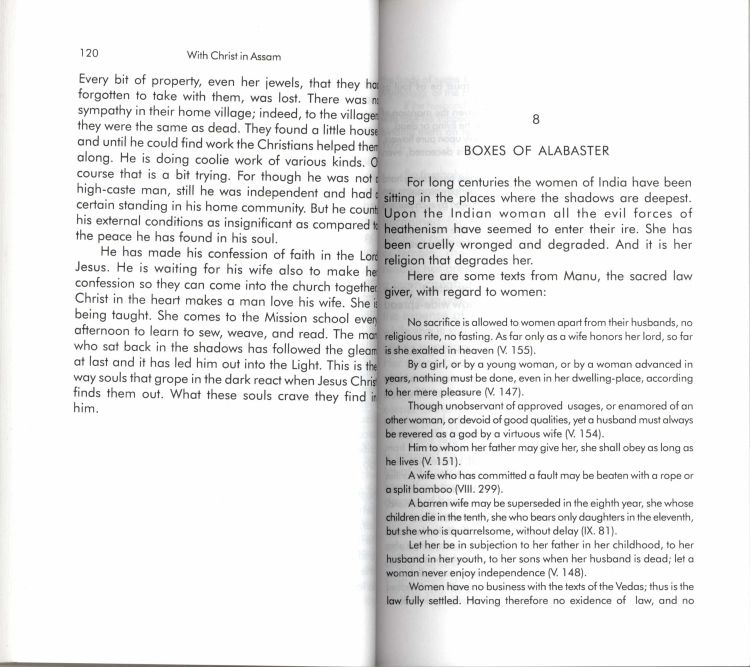 120
With Christ in Assam
Every bit of property, even her jewels, that they ha
forgotten to take with them, was lost. There was n
sympathy in their home village; indeed, to the village
they were the same as dead. They found a little house
and until he could find work the Christians helped them
along. He is doing coolie work of various kinds. O
course that is a bit trying. For though he was not
high-caste man, still he was independent and had
certain standing in his home community. But he count
his external conditions as insignificant as compared t
the peace he has found in his soul.
He has made his confession of faith in the Lord
Jesus. He is waiting for his wife also to make he
confession so they can come into the church together
Christ in the heart makes a man love his wife. She is
being taught. She comes to the Mission school every
afternoon to learn to sew, weave, and read. The man
who sat back in the shadows has followed the gleam
at last and it has led him out into the Light. This is the
way souls that grope in the dark react when Jesus Chris
finds them out. What these souls crave they find in
him.
8
BOXES OF ALABASTER
For long centuries the women of India have been
sitting in the places where the shadows are deepest.
Upon the Indian woman all the evil forces of
heathenism have seemed to enter their ire. She has
been cruelly wronged and degraded. And it is her
religion that degrades her.
Here are some texts from Manu, the sacred law
giver, with regard to women:
No sacrifice is allowed to women apart from their husbands, no
religious rite, no fasting. As far only as a wife honors her lord, so far
is she exalted in heaven (V. 155).
By a girl, or by a young woman, or by a woman advanced in
years, nothing must be done, even in her dwelling-place, according
to her mere pleasure (V. 147).
Though unobservant of approved usages, or enamored of an
other woman, or devoid of good qualities, yet a husband must always
be revered as a god by a virtuous wife (V. 154).
Him to whom her father may give her, she shall obey as long as
he lives (V. 151).
A wife who has committed a fault may be beaten with a rope or
a split bamboo (VIII. 299).
A barren wife may be superseded in the eighth year, she whose
children die in the tenth, she who bears only daughters in the eleventh,
but she who is quarrelsome, without delay (IX. 81).
Let her be in subjection to her father in her childhood, to her
husband in her youth, to her sons when her husband is dead; let a
woman never enjoy independence (V. 148).
Women have no business with the texts of the Vedas; thus is the
law fully settled. Having therefore no exidence of law, and no